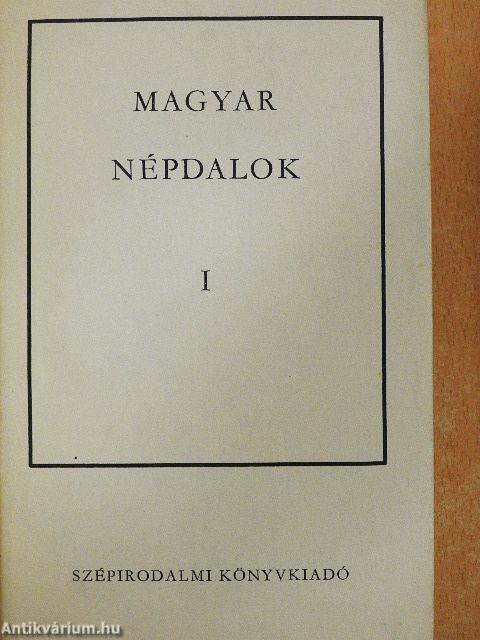 MAGYAR
NÉPDALOK
I
SZÉPIRODALMI KÖNYVKIADÓ
Antikvárium.hu